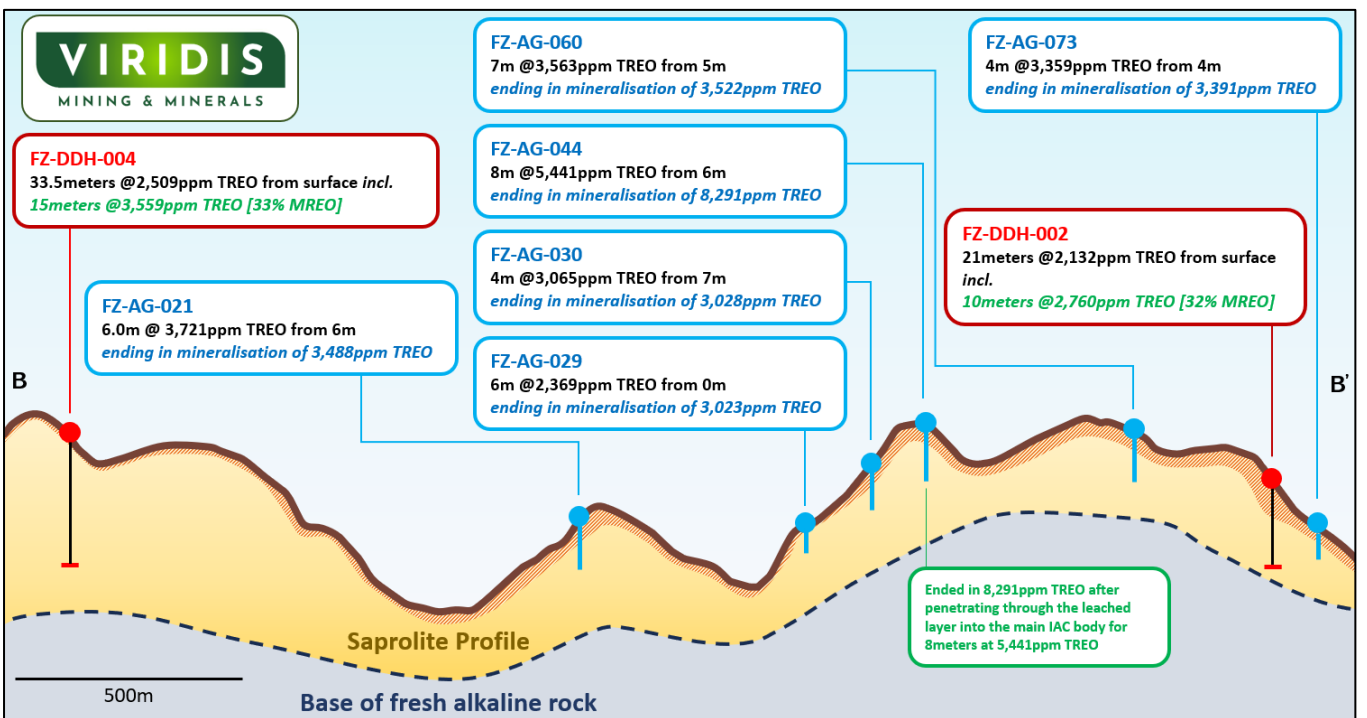 VIRIDIS
MINING & MINERALS
FZ-DDH-004
33.5meters @2,509ppm TREO from surface incl.
15meters @3,559ppm TREO [33% MREO]
FZ-AG-021
6.0m @ 3,721ppm TREO from 6m
ending in mineralisation of 3,488ppm TREO
FZ-AG-060
7m @3,563ppm TREO from 5m
ending in mineralisation of 3,522ppm TREO
FZ-AG-044
8m @5,441ppm TREO from 6m
ending in mineralisation of 8,291ppm TREO
FZ-AG-030
4m @3,065ppm TREO from 7m
ending in mineralisation of 3,028ppm TREO
FZ-AG-029
6m @2,369ppm TREO from 0m
ending in mineralisation of 3,023ppm TREO
FZ-AG-073
4m @3,359ppm TREO from 4m
ending in mineralisation of 3,391ppm TREO
FZ-DDH-002
21meters @2,132ppm TREO from surface
incl.
10meters @2,760ppm TREO [32% MREO]
B
B'
Ended in 8,291ppm TREO after
penetrating through the leached
layer into the main IAC body for
8meters at 5,441ppm TREO
Saprolite Profile
500m
Base of fresh alkaline rock